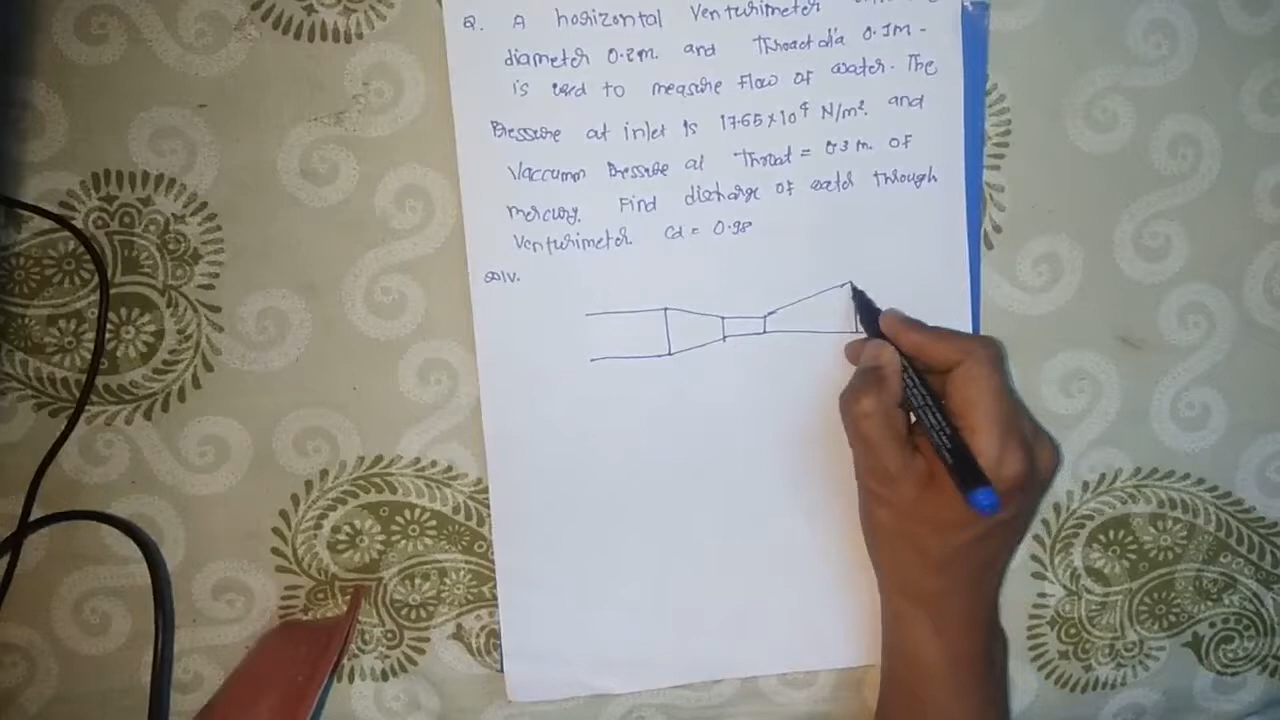 Q. A horizontal Venturimeter
diameter 0.2m. and Throat dia 0.1m-
is used to measure Flow of water. The
Pressure at inlet is 17.65x10⁴ N/m². and
Vaccumm Pressure at Throat = 0.3 m. of
mercury. Find discharge of water through
Venturimeter Cd = 0.98
Solv.